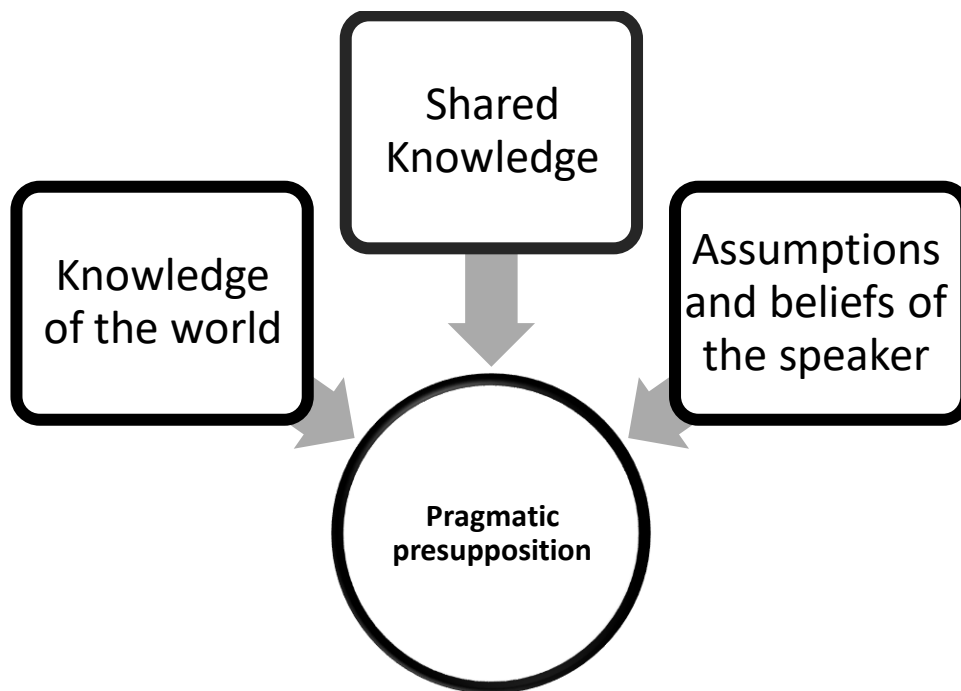 Shared
Knowledge
Knowledge
of the world
Assumptions
and beliefs of
the speaker
Pragmatic
presupposition